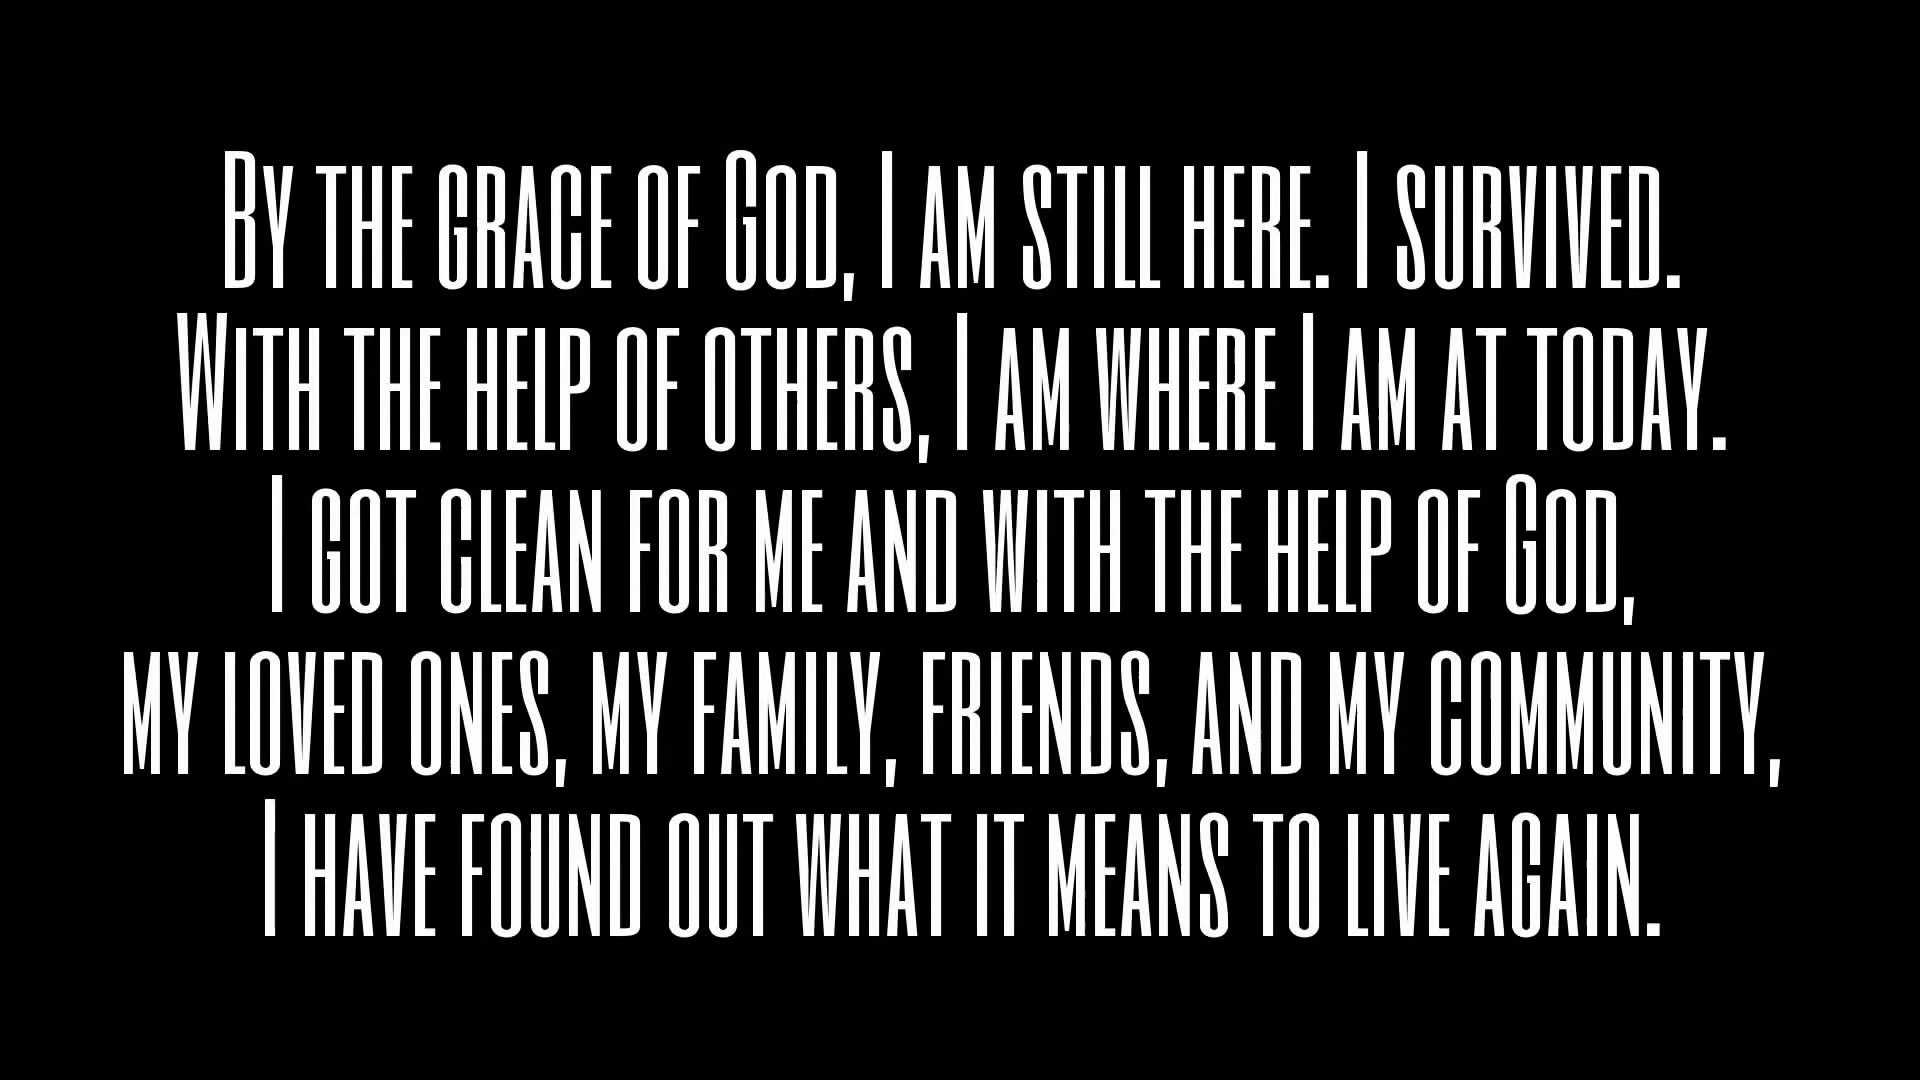 By the grace of God, I am still here. I survived.
With the help of others, I am where I am at today.
I got clean for me and with the help of God,
my loved ones, my family, friends, and my community,
I have found out what it means to live again.